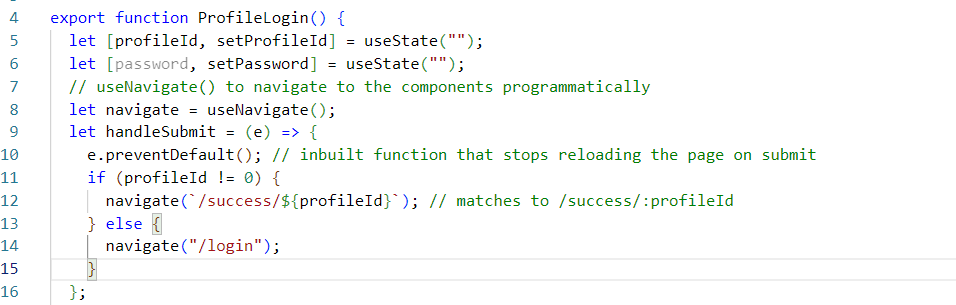 4 export function ProfileLogin() {
5 let [profileId, setProfileId] = useState("");
6 let [password, setPassword] = useState("");
7 // useNavigate() to navigate to the components programmatically
8 let navigate = useNavigate();
9 let handleSubmit = (e) => {
10 e.preventDefault(); // inbuilt function that stops reloading the page on submit
11 if (profileId != 0) {
12 navigate(`/success/${profileId}`); // matches to /success/:profileId
13 } else {
14 navigate("/login");
15 }
16 };